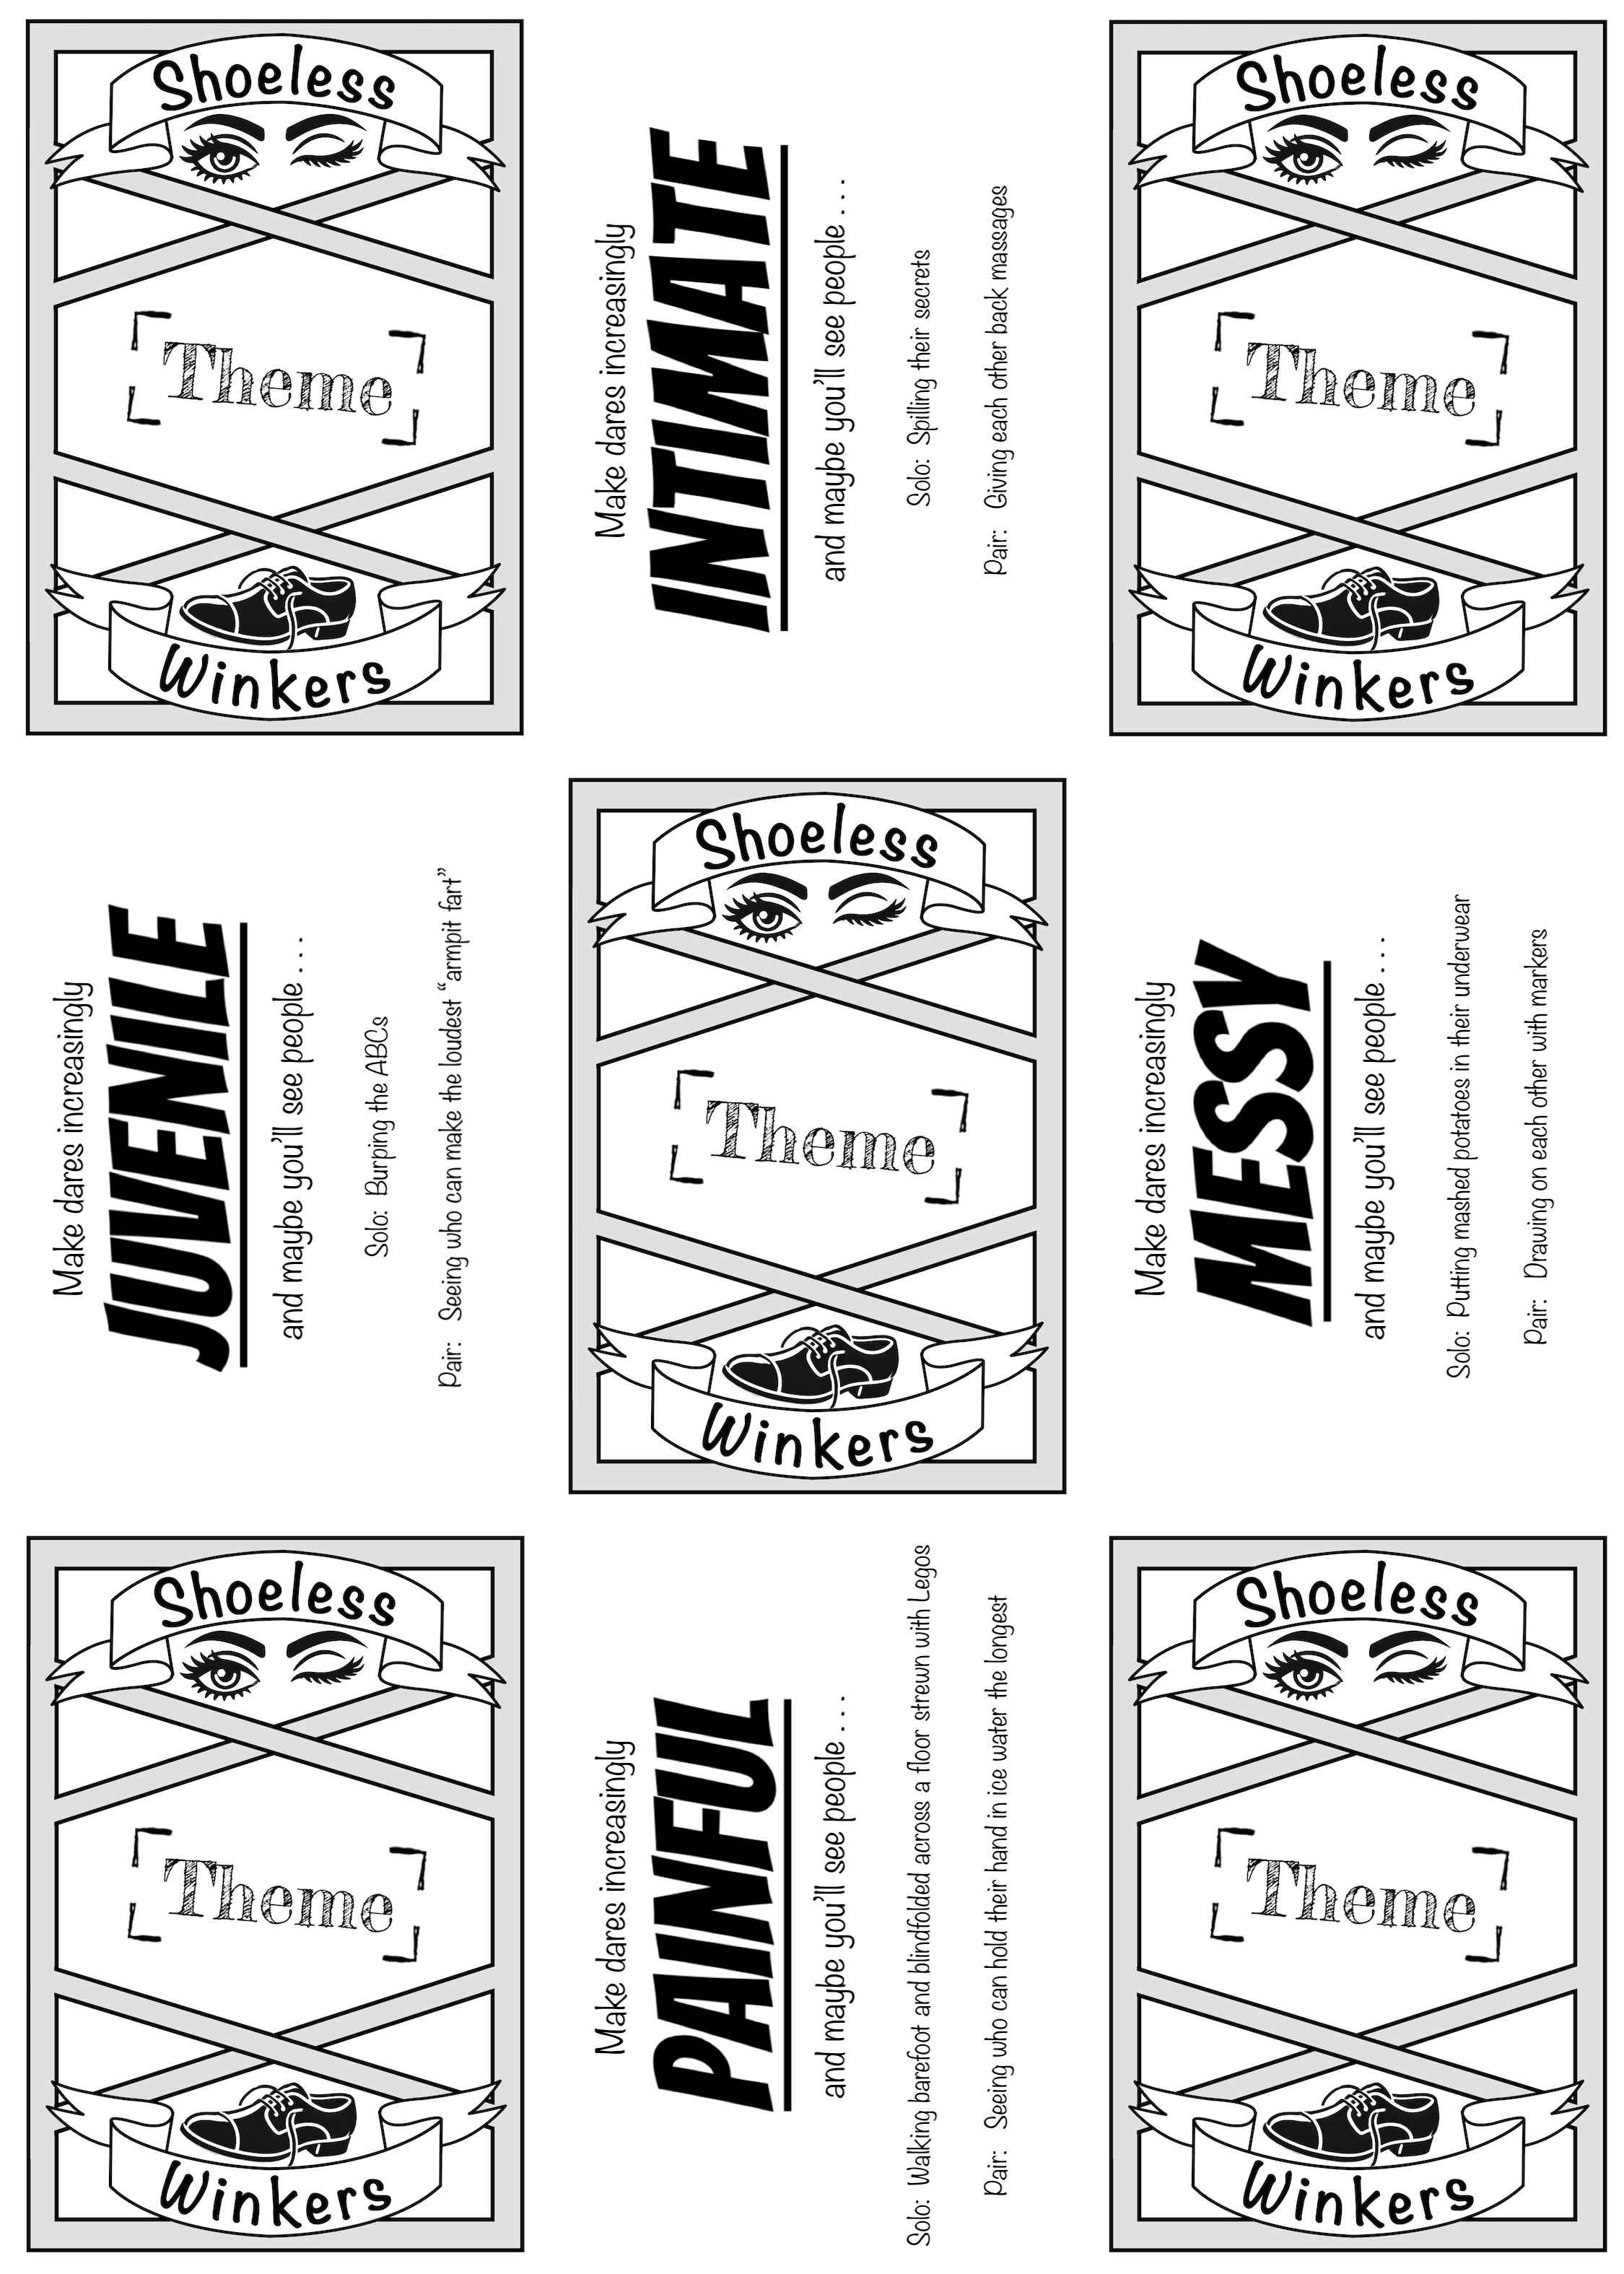 Shoeless
Theme
Winkers
Make dares increasingly
INTIMATE
and maybe you'll see people . . .
Solo: Spilling their secrets
Pair: Giving each other back massages
Shoeless
Theme
Winkers
Make dares increasingly
JUVENILE
and maybe you'll see people . . .
Solo: Burping the ABCs
Pair: Seeing who can make the loudest “armpit fart”
Shoeless
Theme
Winkers
Make dares increasingly
MESSY
and maybe you'll see people . . .
Solo: Putting mashed potatoes in their underwear
Pair: Drawing on each other with markers
Shoeless
Theme
Winkers
Make dares increasingly
PAINFUL
and maybe you'll see people . . .
Solo: Walking barefoot and blindfolded across a floor strewn with Legos
Pair: Seeing who can hold their hand in ice water the longest
Shoeless
Theme
Winkers